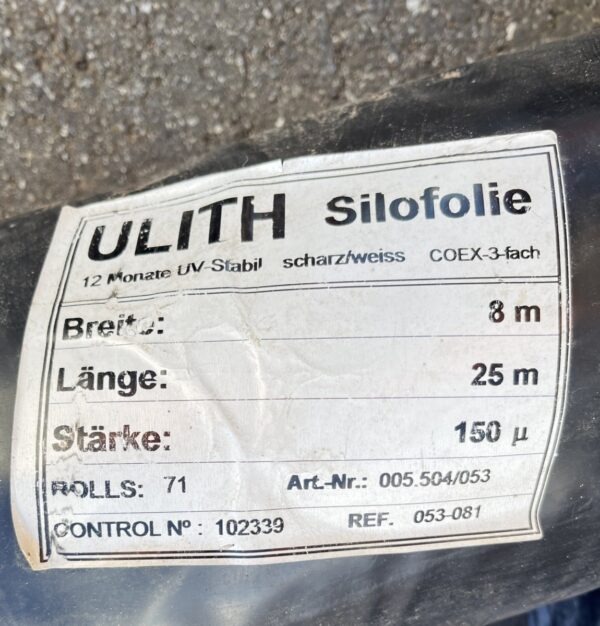 ULITH Silofolie
12 Monate UV-Stabil scharz/weiss COEX-3-fach
Breite: 8 m
Länge: 25 m
Stärke: 150 µ
ROLLS: 71 Art.-Nr.: 005.504/053
CONTROL Nº : 102339 REF. 053-081